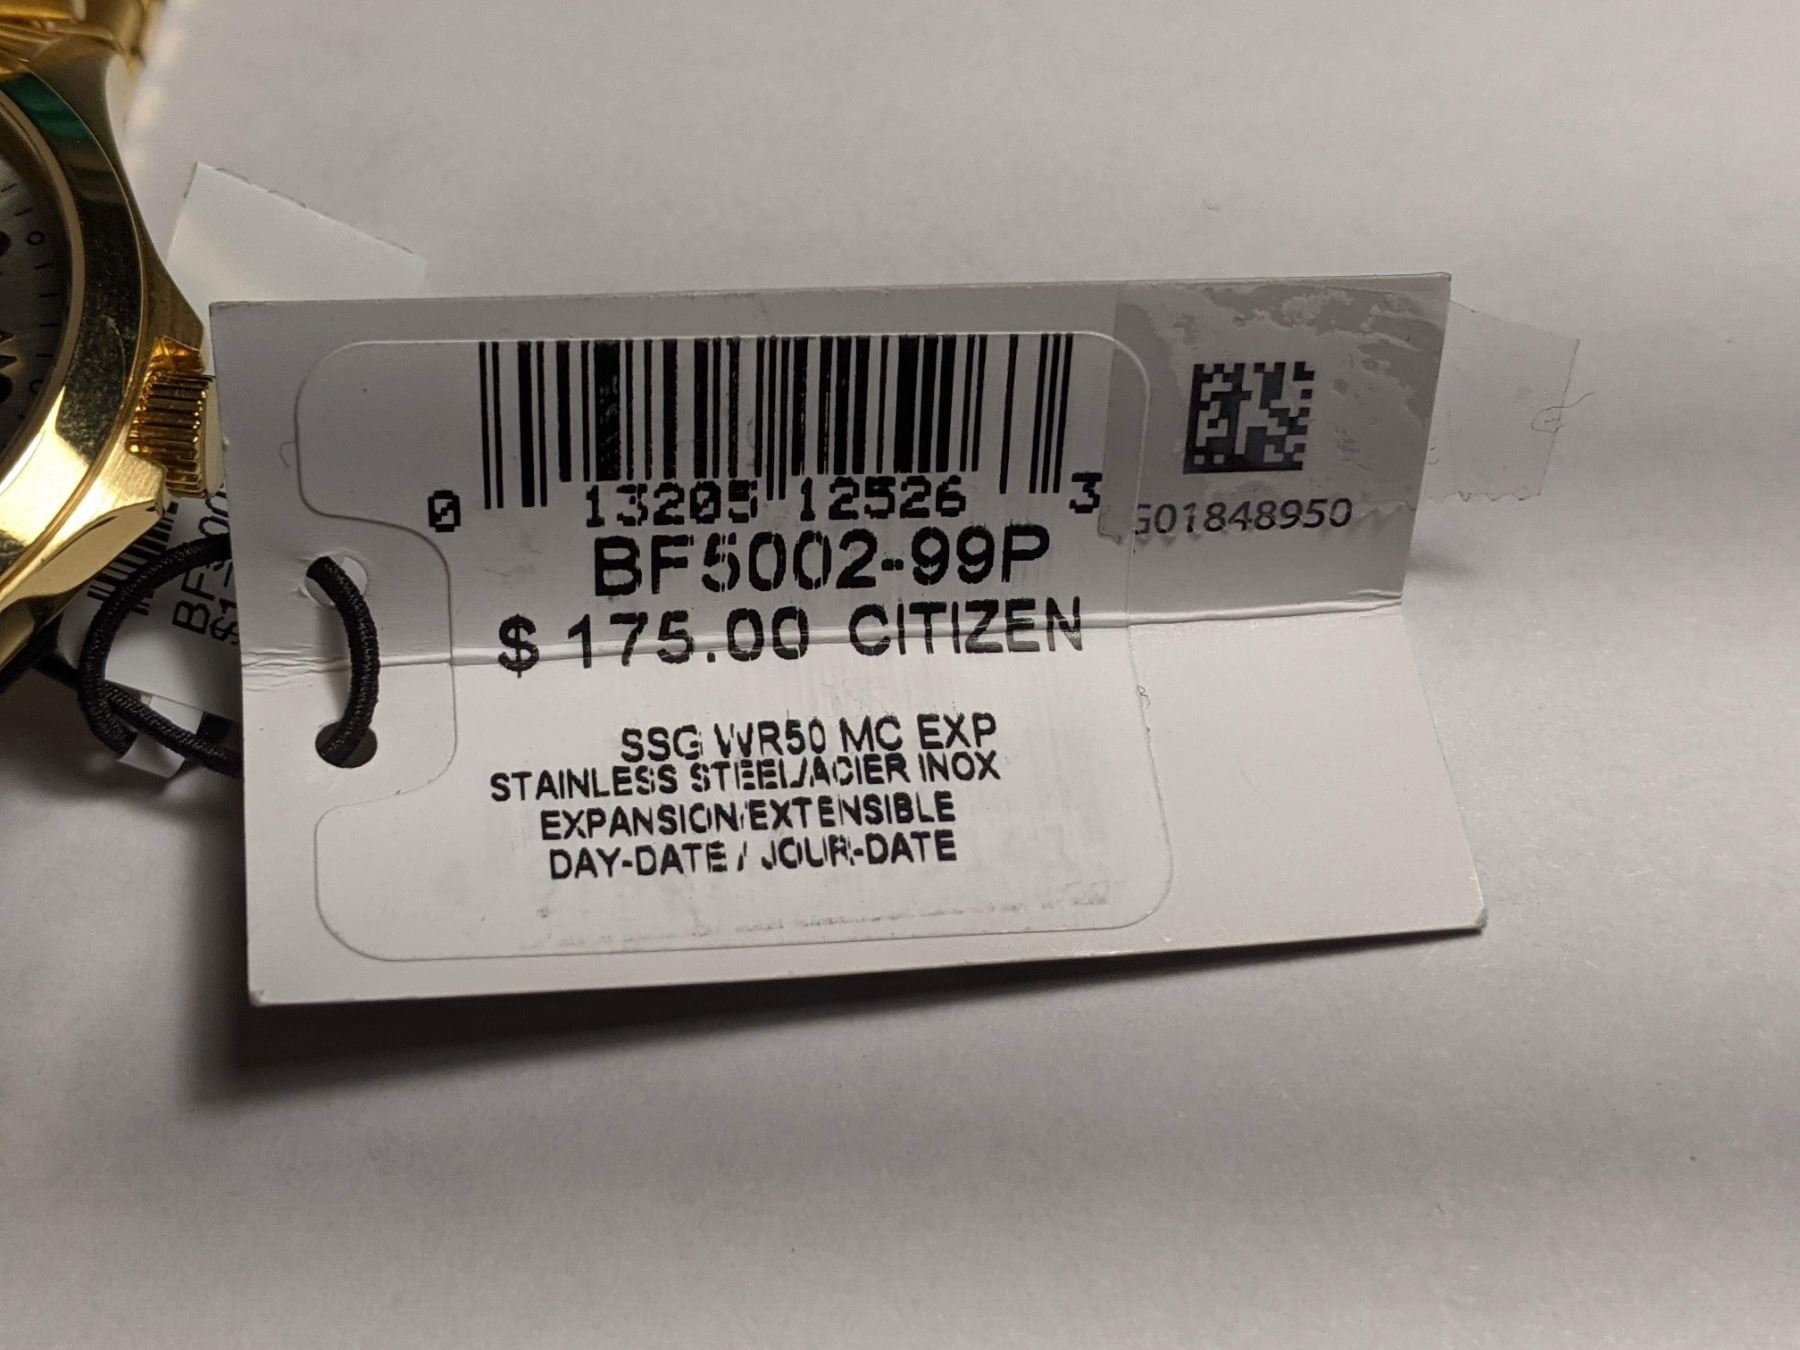 0 13205 12526 3
G01848950
BF5002-99P
$ 175.00 CITIZEN
SSG WR50 MC EXP
STAINLESS STEEL/ACIER INOX
EXPANSION/EXTENSIBLE
DAY-DATE / JOUR-DATE